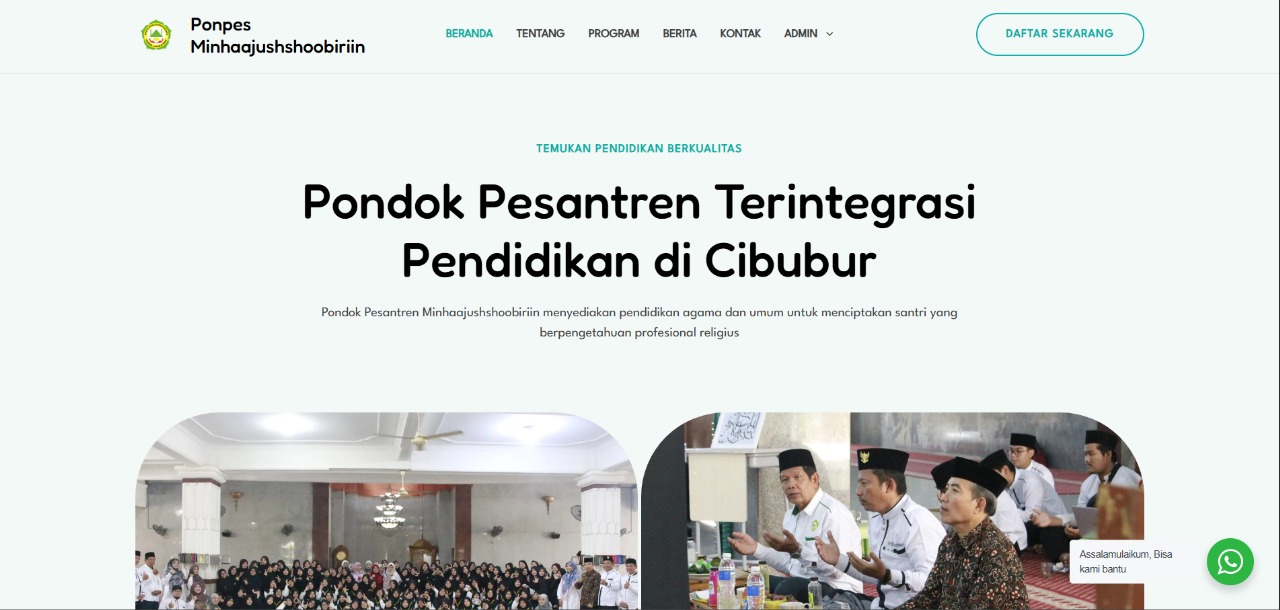 Ponpes
Minhaajushshoobiriin
BERANDA TENTANG PROGRAM BERITA KONTAK ADMIN
DAFTAR SEKARANG
TEMUKAN PENDIDIKAN BERKUALITAS
Pondok Pesantren Terintegrasi
Pendidikan di Cibubur
Pondok Pesantren Minhaajushshoobiriin menyediakan pendidikan agama dan umum untuk menciptakan santri yang
berpengetahuan profesional religius
Assalamulaikum, Bisa
kami bantu